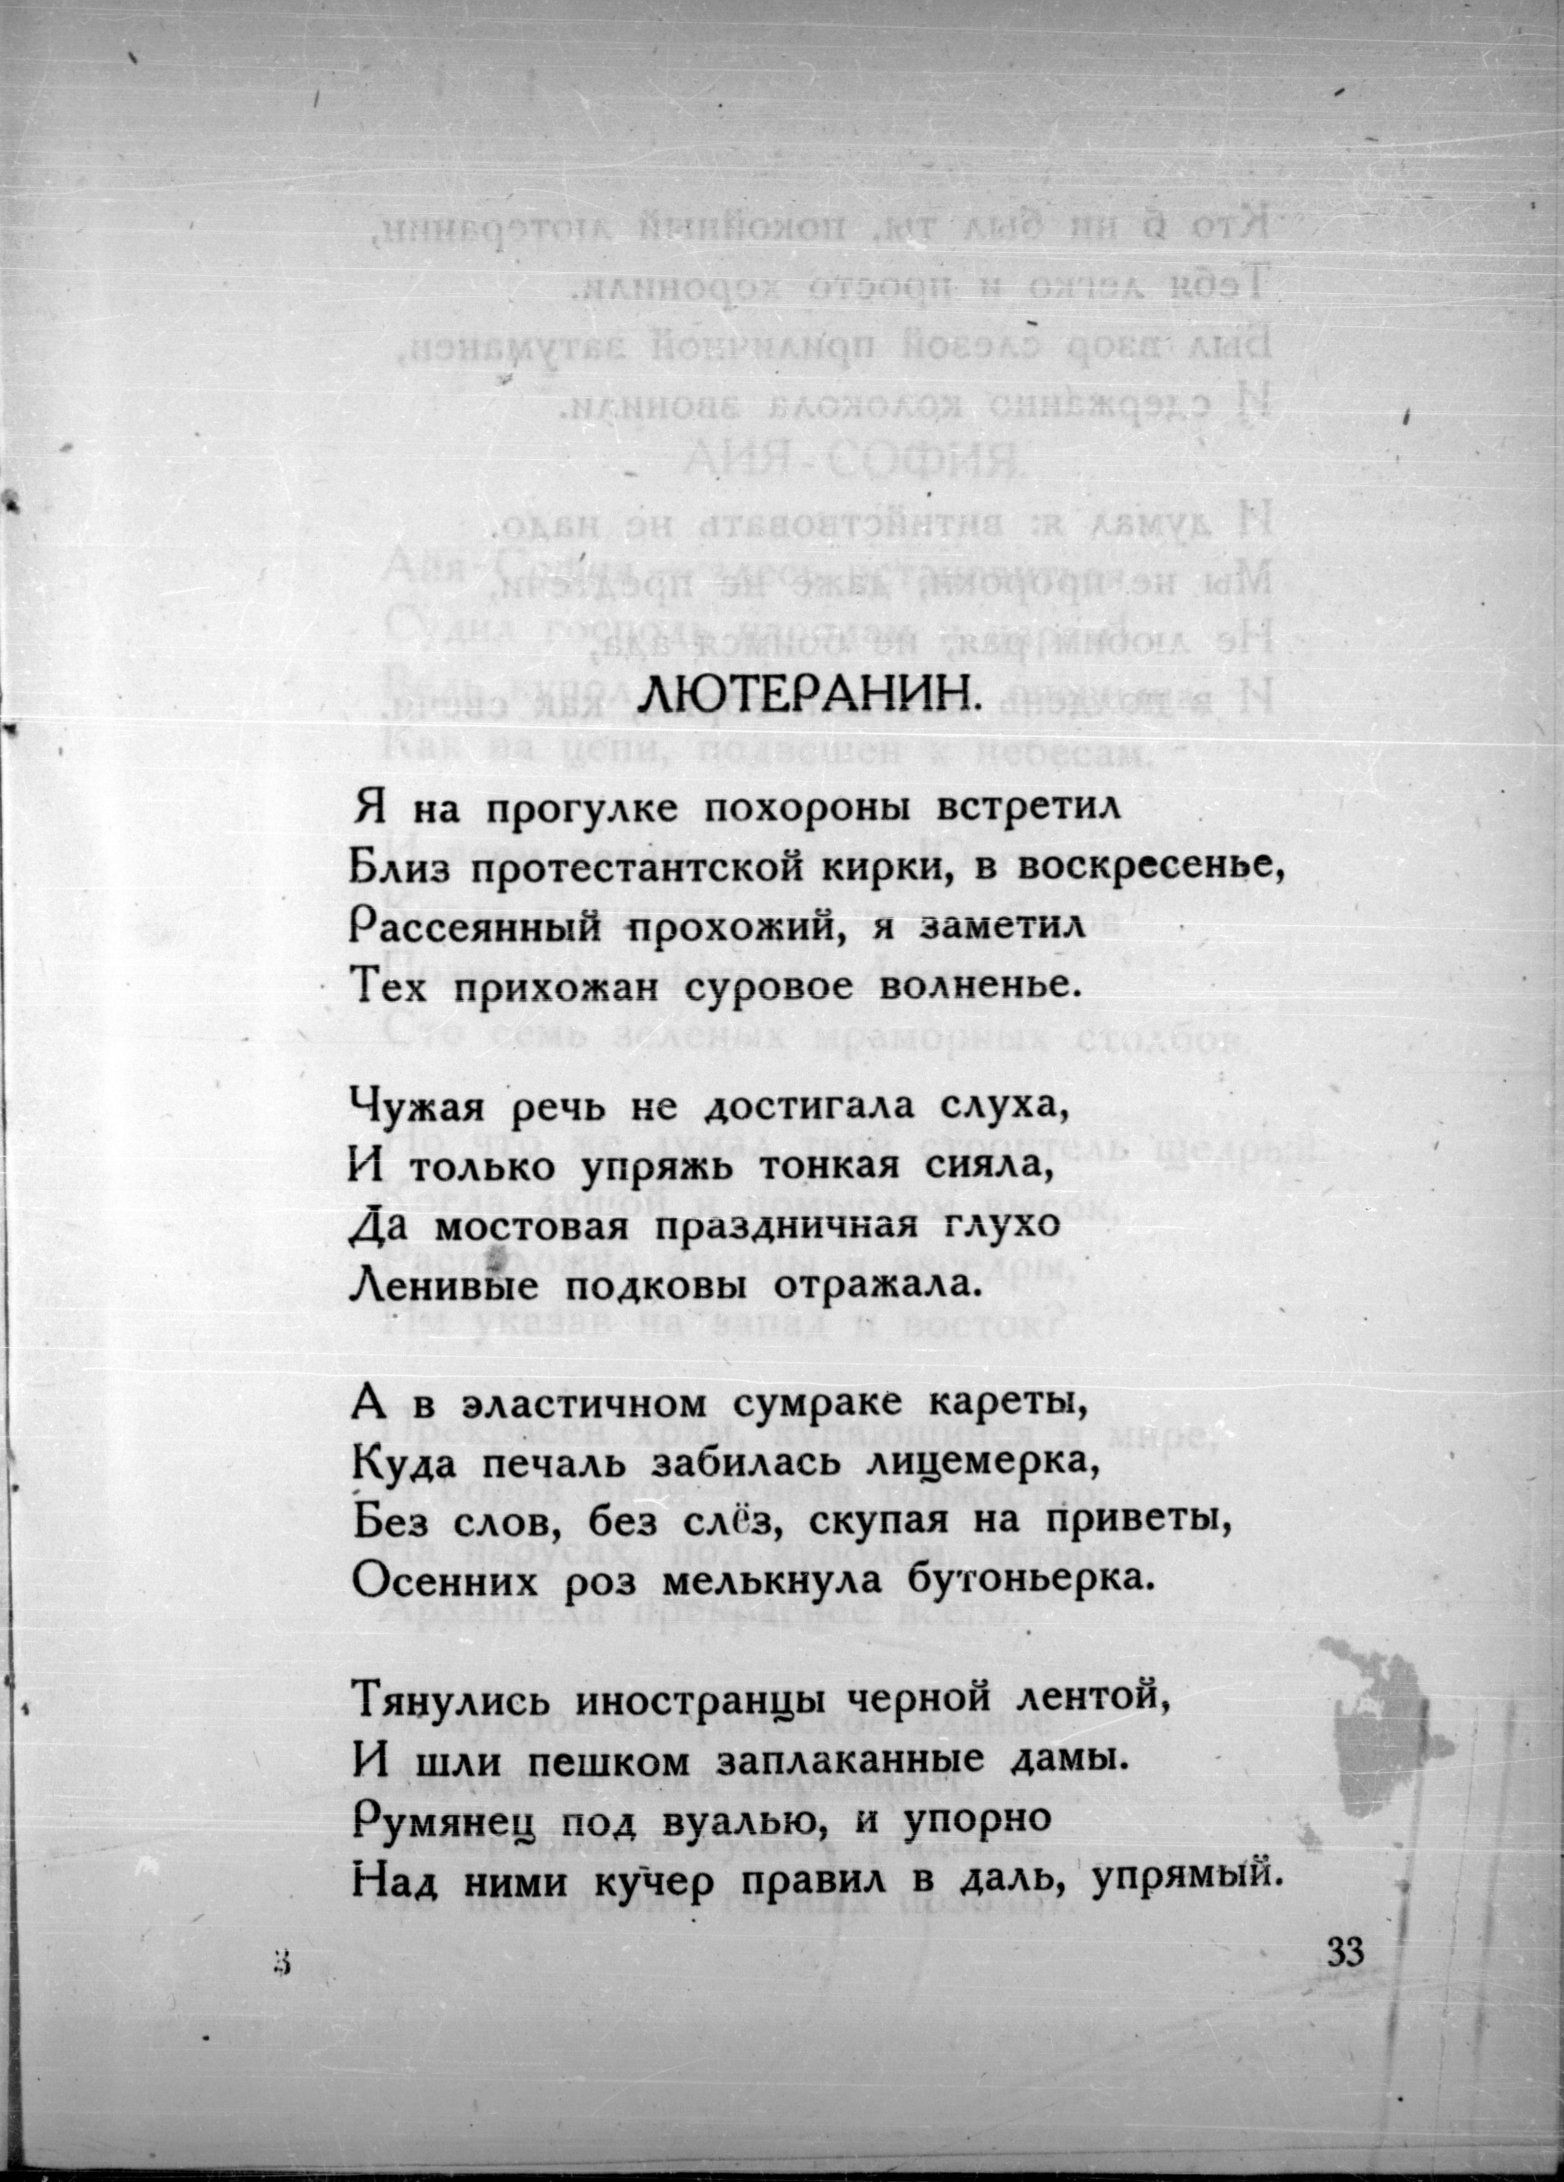 ЛЮТЕРАНИН.
Я на прогулке похороны встретил
Близ протестантской кирки, в воскресенье,
Рассеянный прохожий, я заметил
Тех прихожан суровое волненье.
Чужая речь не достигала слуха,
И только упряжь тонкая сияла,
Да мостовая праздничная глухо
Ленивые подковы отражала.
А в эластичном сумраке кареты,
Куда печаль забилась лицемерка,
Без слов, без слёз, скупая на приветы,
Осенних роз мелькнула бутоньерка.
Тянулись иностранцы черной лентой,
И шли пешком заплаканные дамы.
Румянец под вуалью, и упорно
Над ними кучер правил в даль, упрямый.
3
33